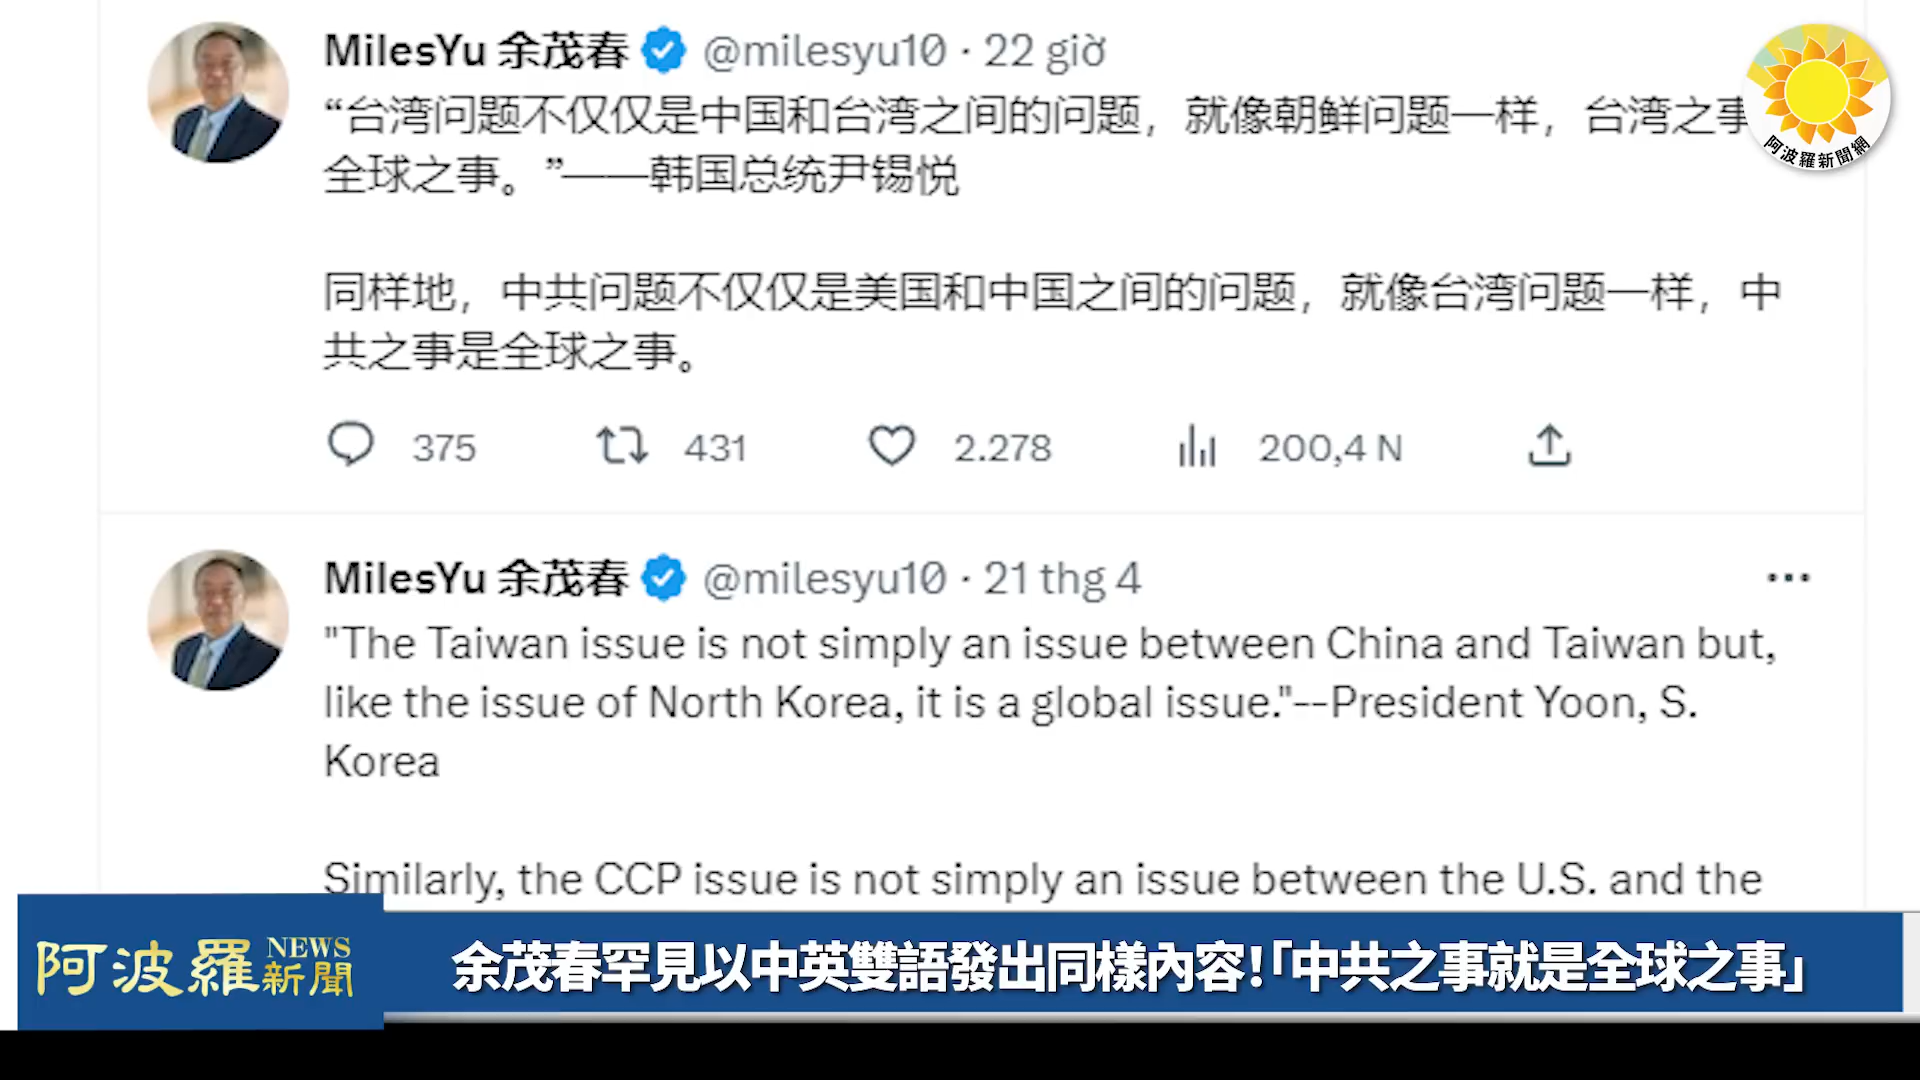 MilesYu 余茂春 @milesyu10 · 22 giờ
“台湾问题不仅仅是中国和台湾之间的问题，就像朝鲜问题一样，台湾之事
全球之事。”——韩国总统尹锡悦
同样地，中共问题不仅仅是美国和中国之间的问题，就像台湾问题一样，中
共之事是全球之事。
375 431 2.278 200,4 N
阿波羅新聞網
MilesYu 余茂春 @milesyu10 · 21 thg 4
"The Taiwan issue is not simply an issue between China and Taiwan but,
like the issue of North Korea, it is a global issue."--President Yoon, S.
Korea
Similarly, the CCP issue is not simply an issue between the U.S. and the
阿波羅 NEWS 新聞
余茂春罕見以中英雙語發出同樣內容!「中共之事就是全球之事」